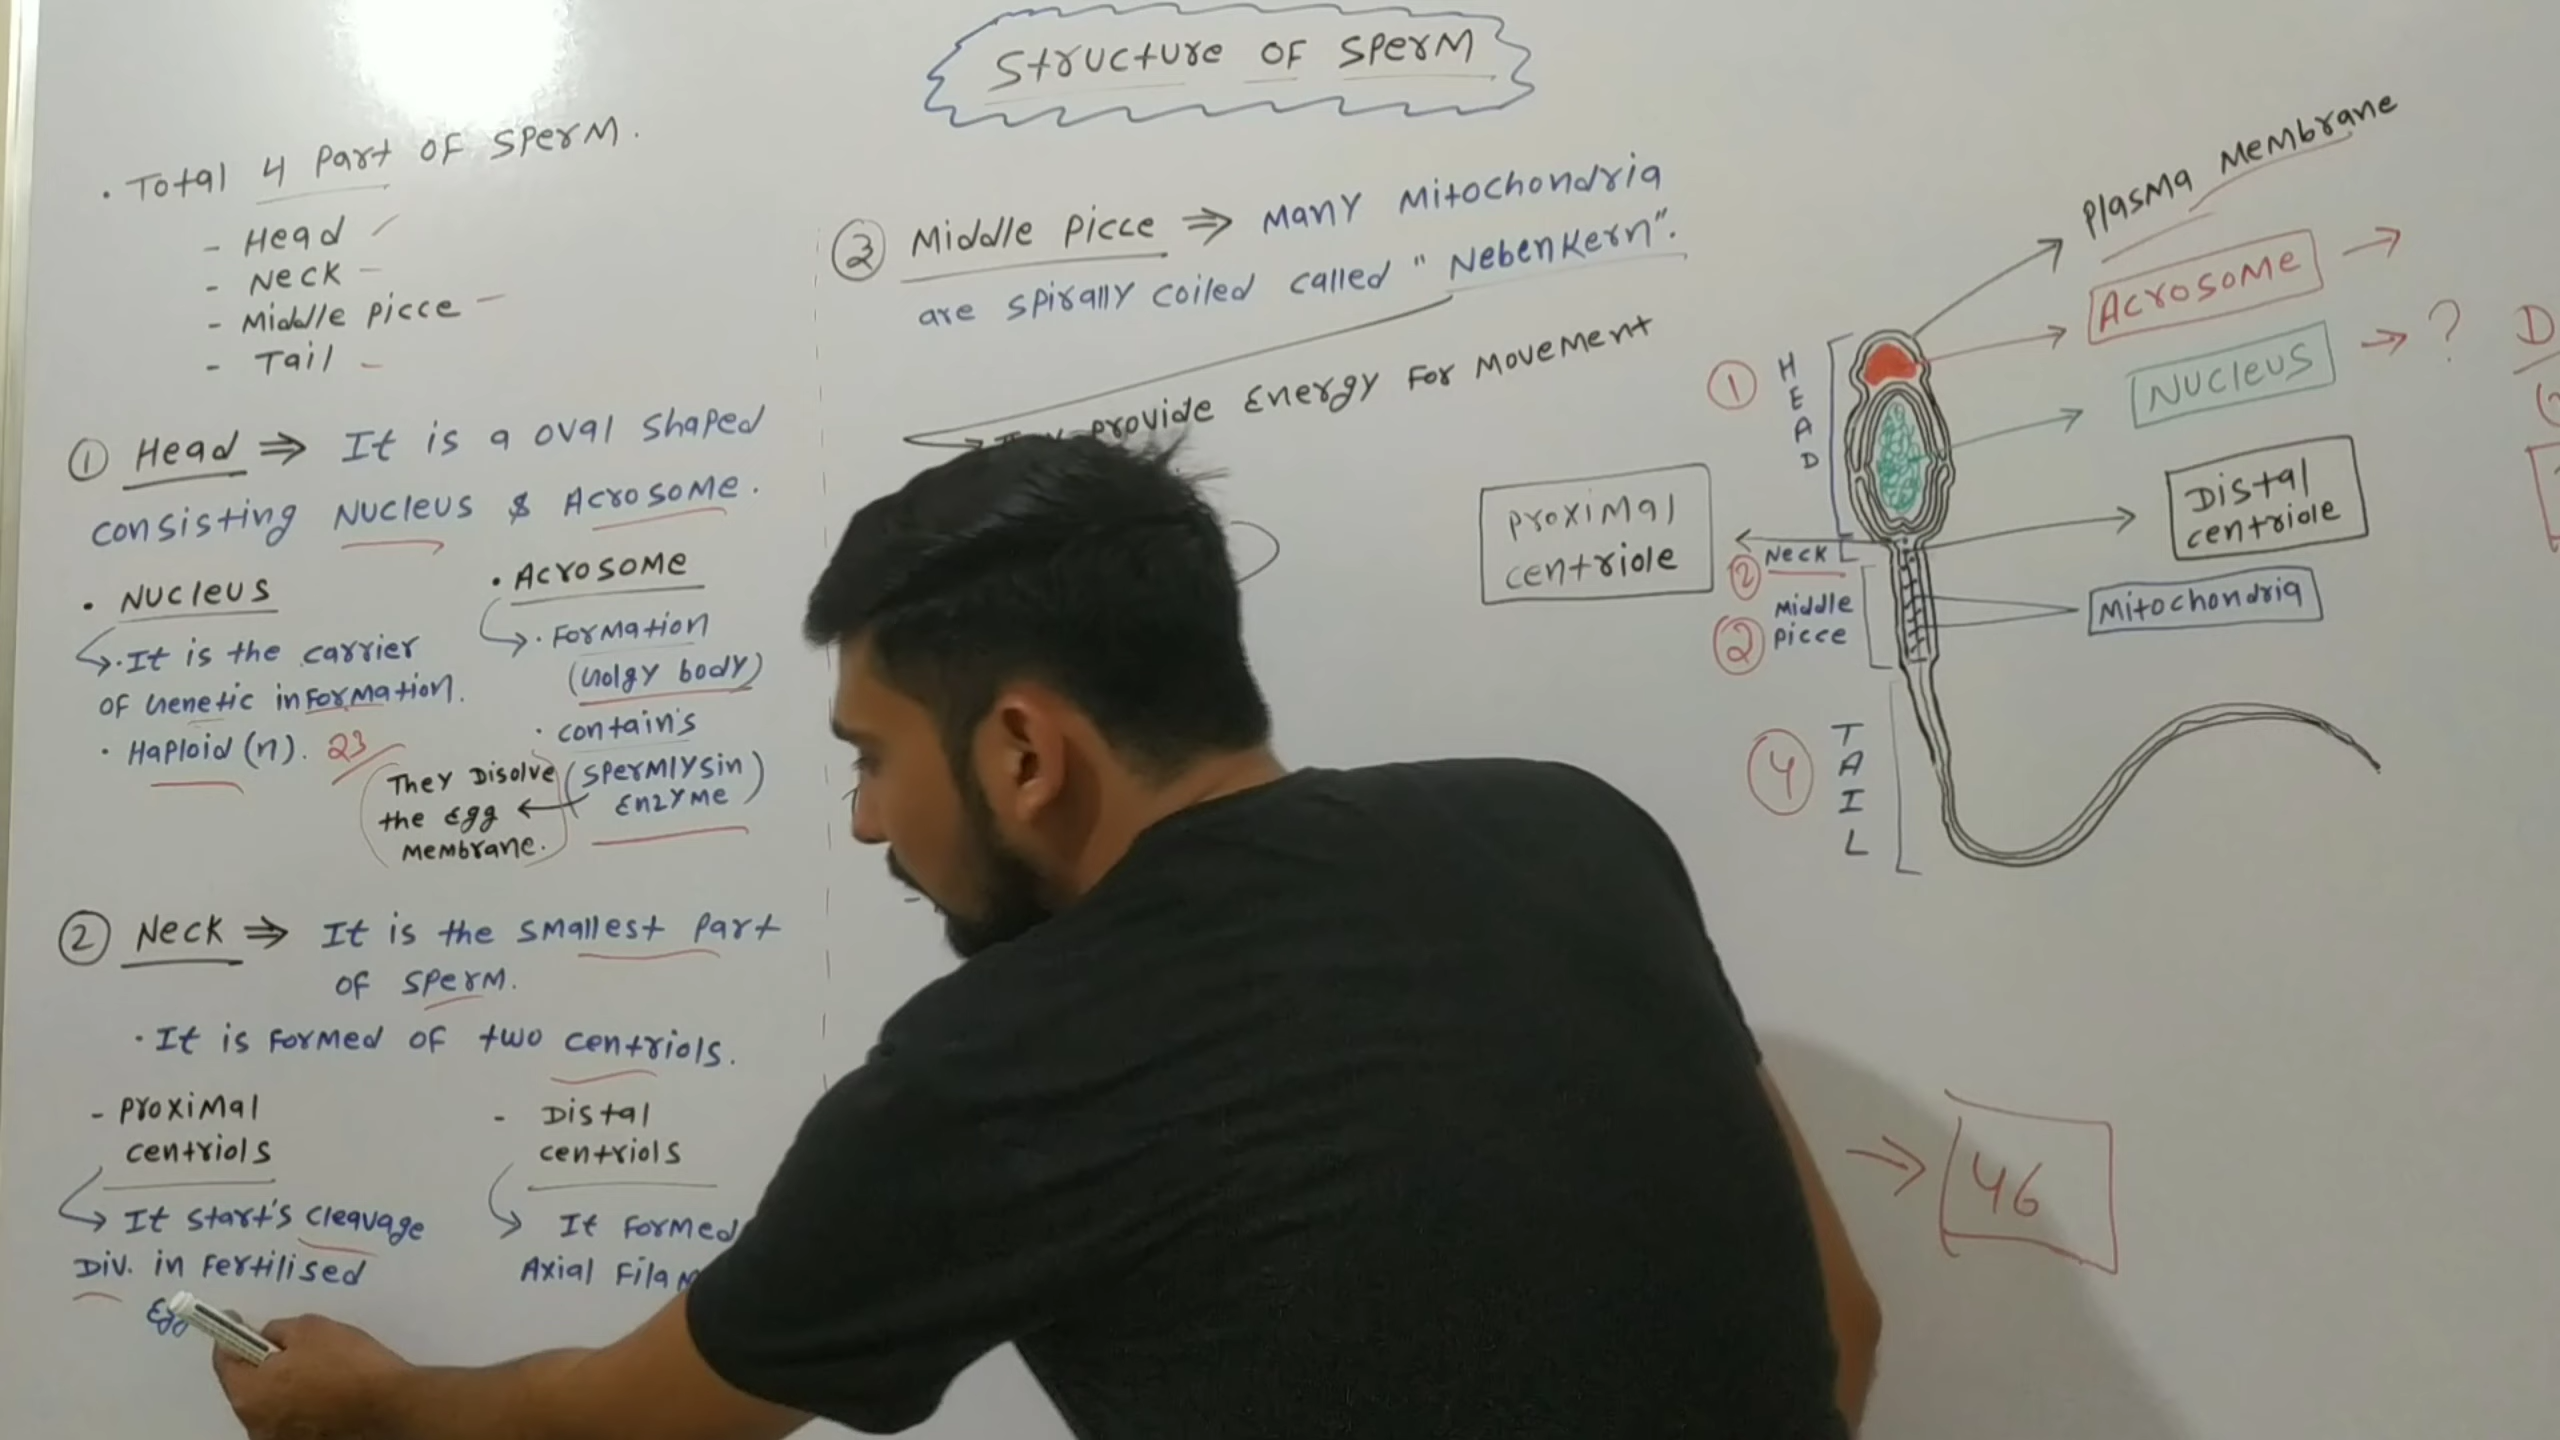 Structure OF Sperm
• Total 4 Part OF Sperm.
- Head
- Neck
- Middle Picce
- Tail
① Head ⇒ It is a oval shaped
consisting Nucleus & Acrosome.
• Nucleus
• It is the carrier
OF Genetic information.
• Haploid (n). 23
• Acrosome
• Formation
(Golgy body)
• contain's
(spermlysin
Enzyme)
They Disolve
the Egg
membrane.
② Neck ⇒ It is the smallest part
OF sperm.
• It is Formed OF two centriols.
- Proximal
centriols
It start's cleavage
Div. in Fertilised
Egg
- Distal
centriols
It Formed
Axial
③ Middle Picce ⇒ Many Mitochondria
are spirally coiled called "NebenKern".
provide Energy For movement
Plasma Membrane
Acrosome
Nucleus → ?
D
Distal
centriole
Mitochondria
Proximal
centriole
① HEAD
② Neck
② Middle
picce
④ TAIL
46